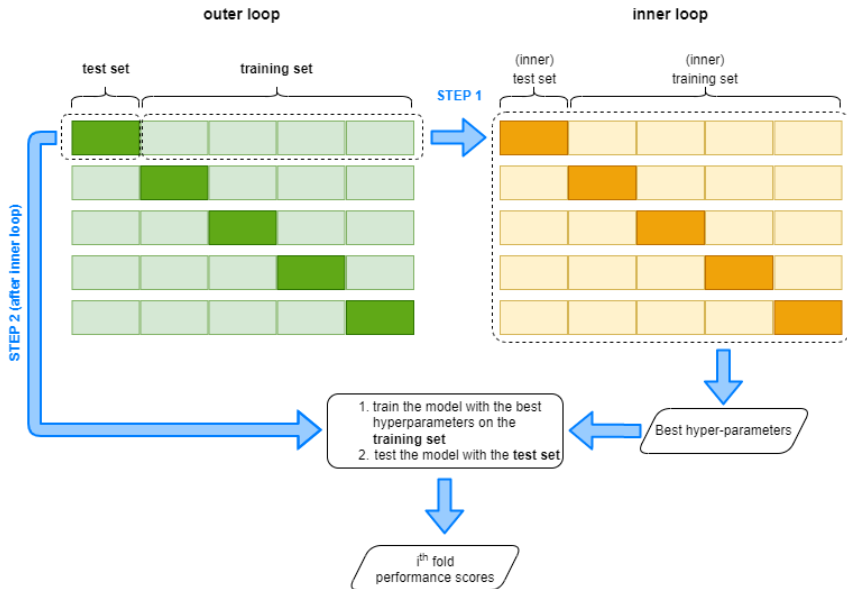 outer loop
inner loop
test set
training set
(inner)
test set
(inner)
training set
STEP 1
STEP 2 (after inner loop)
1. train the model with the best
hyperparameters on the
training set
2. test the model with the test set
Best hyper-parameters
ith fold
performance scores